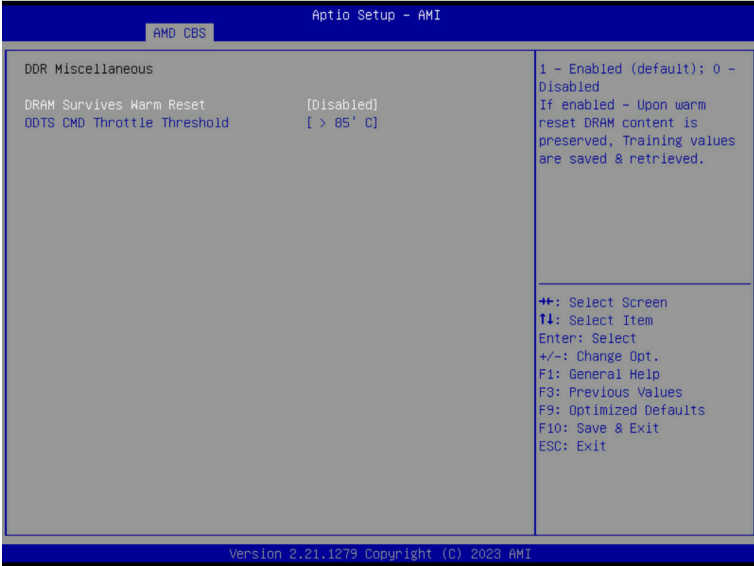 Aptio Setup - AMI
AMD CBS
DDR Miscellaneous
DRAM Survives Warm Reset [Disabled]
ODTS CMD Throttle Threshold [ > 85' C]
1 - Enabled (default); 0 -
Disabled
If enabled - Upon warm
reset DRAM content is
preserved, Training values
are saved & retrieved.
→←: Select Screen
↑↓: Select Item
Enter: Select
+/-: Change Opt.
F1: General Help
F3: Previous Values
F9: Optimized Defaults
F10: Save & Exit
ESC: Exit
Version 2.21.1279 Copyright (C) 2023 AMI